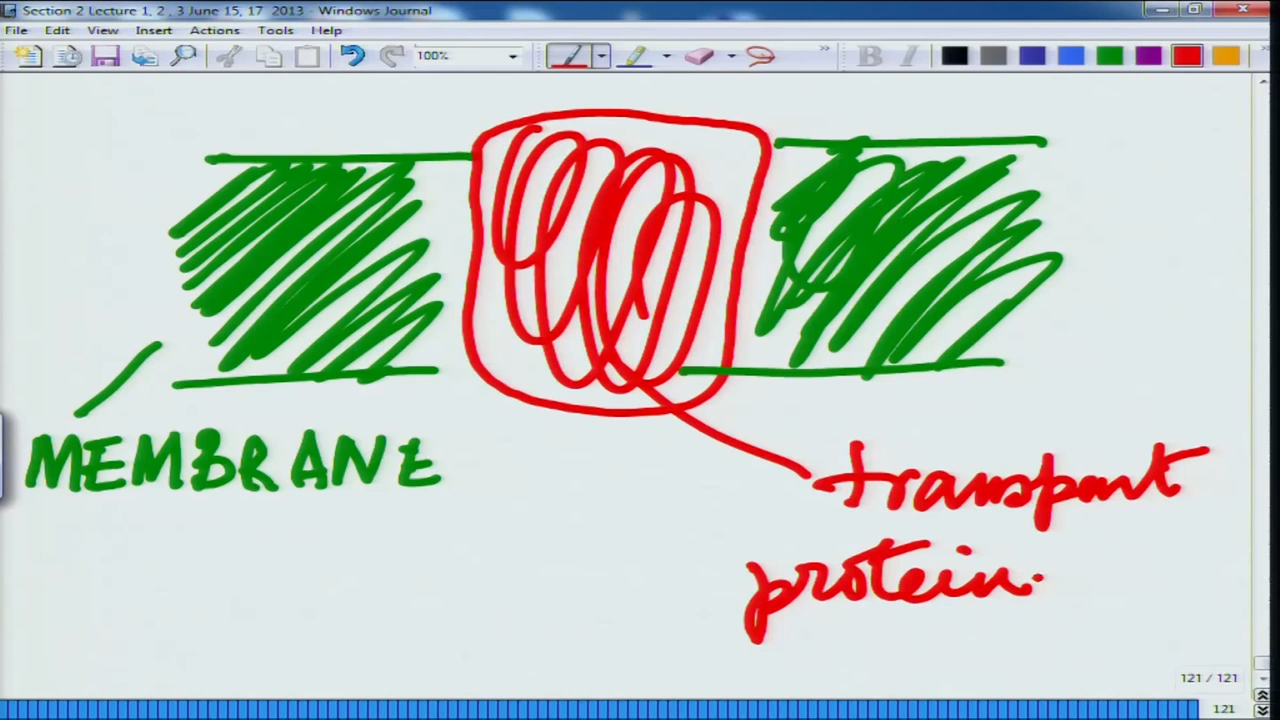 Section 2 Lecture 1, 2 , 3 June 15, 17 2013 - Windows Journal
File Edit View Insert Actions Tools Help
100%
B I
MEMBRANE
transport
protein.
121 / 121
121